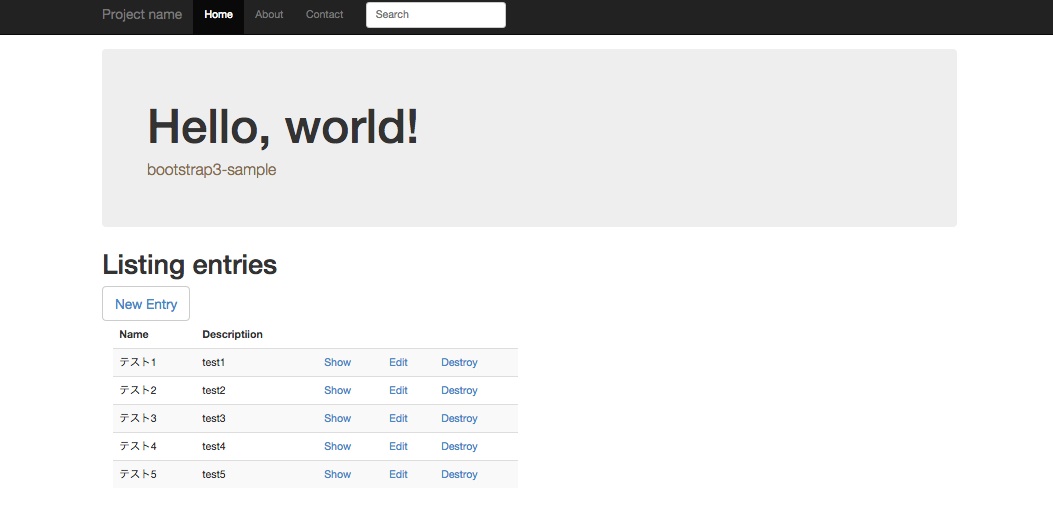 Project name Home About Contact Search
Hello, world!
bootstrap3-sample
Listing entries
New Entry
Name Descriptiion
テスト1 test1 Show Edit Destroy
テスト2 test2 Show Edit Destroy
テスト3 test3 Show Edit Destroy
テスト4 test4 Show Edit Destroy
テスト5 test5 Show Edit Destroy